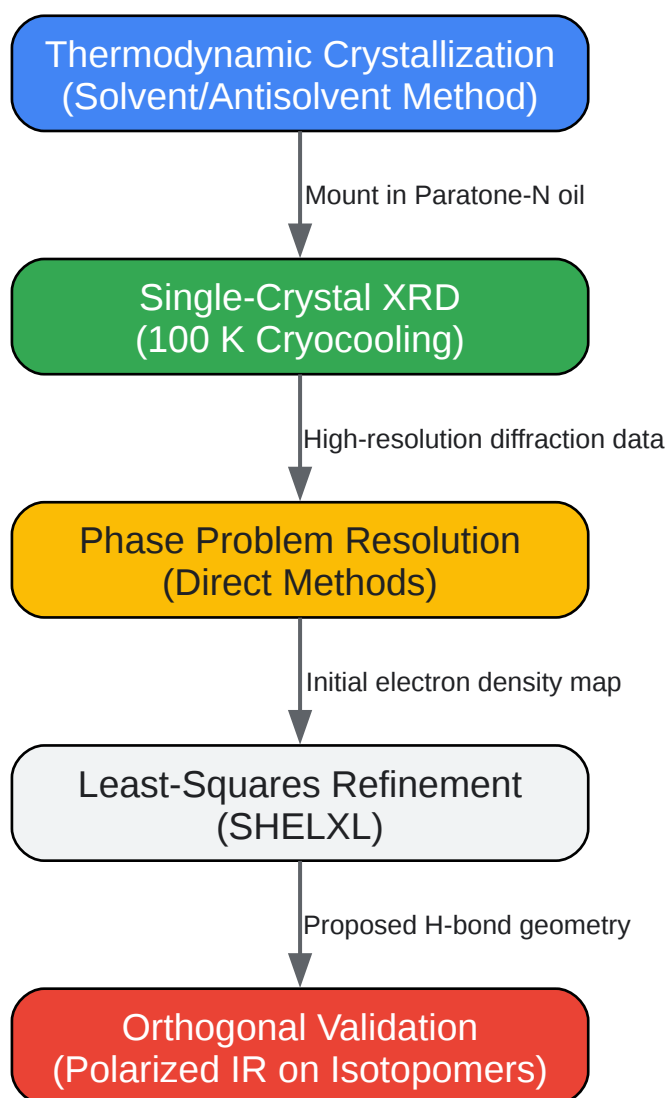 Thermodynamic Crystallization
(Solvent/Antisolvent Method)
Mount in Paratone-N oil
Single-Crystal XRD
(100 K Cryocooling)
High-resolution diffraction data
Phase Problem Resolution
(Direct Methods)
Initial electron density map
Least-Squares Refinement
(SHELXL)
Proposed H-bond geometry
Orthogonal Validation
(Polarized IR on Isotopomers)